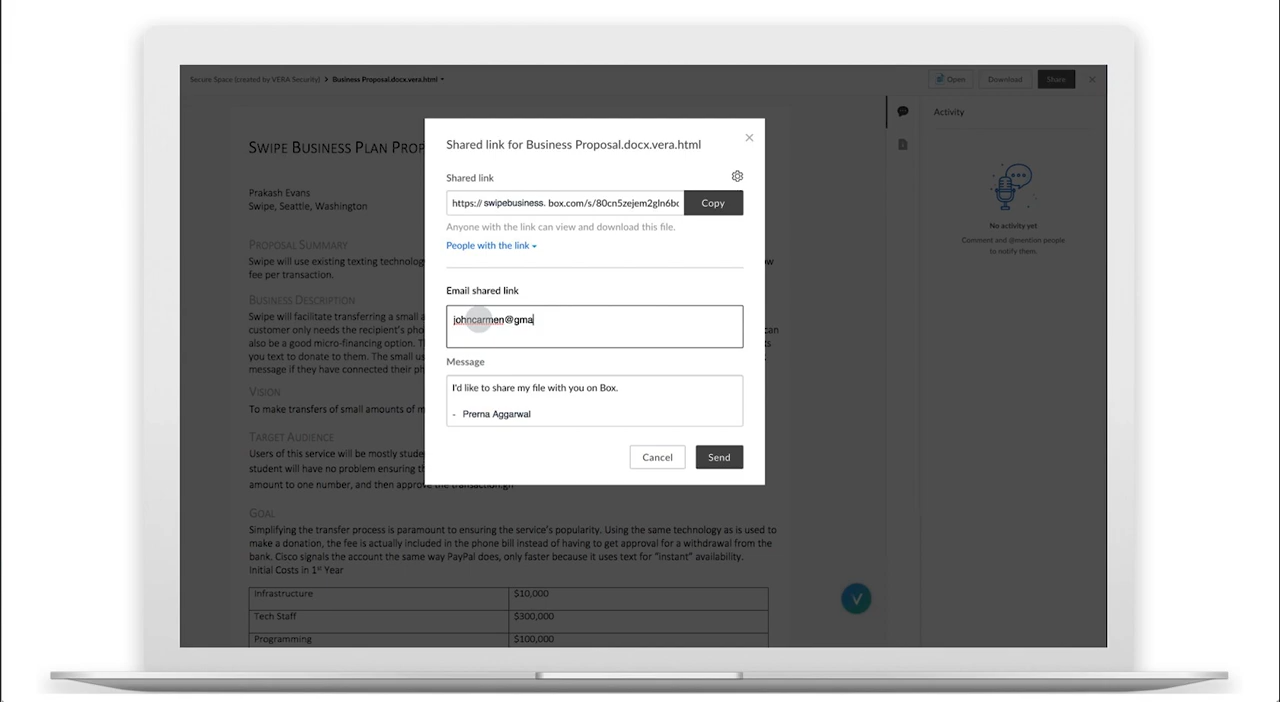 Secure Space (created by VERA Security) > Business Proposal.docx.vera.html
Open
Download
Share
Activity
SWIPE BUSINESS PLAN PROP
Shared link for Business Proposal.docx.vera.html
Shared link
https:// swipebusiness. box.com/s/80cn5zejem2gln6bc
Copy
Anyone with the link can view and download this file.
People with the link
Email shared link
johncarmen@gma
Message
I'd like to share my file with you on Box.
- Prerna Aggarwal
Cancel
Send
Prakash Evans
Swipe, Seattle, Washington
PROPOSAL SUMMARY
Swipe will use existing texting technolog ow
fee per transaction.
BUSINESS DESCRIPTION
Swipe will facilitate transferring a small a
customer only needs the recipient's pho can
also be a good micro-financing option. T ts
you text to donate to them. The small us
message if they have connected their ph
VISION
To make transfers of small amounts of m
TARGET AUDIENCE
Users of this service will be mostly stude
student will have no problem ensuring th
amount to one number, and then approve the transaction.gh
GOAL
Simplifying the transfer process is paramount to ensuring the service's popularity. Using the same technology as is used to
make a donation, the fee is actually included in the phone bill instead of having to get approval for a withdrawal from the
bank. Cisco signals the account the same way PayPal does, only faster because it uses text for "instant" availability.
Initial Costs in 1st Year
Infrastructure $10,000
Tech Staff $300,000
Programming $100,000
No activity yet
Comment and @mention people
to notify them.